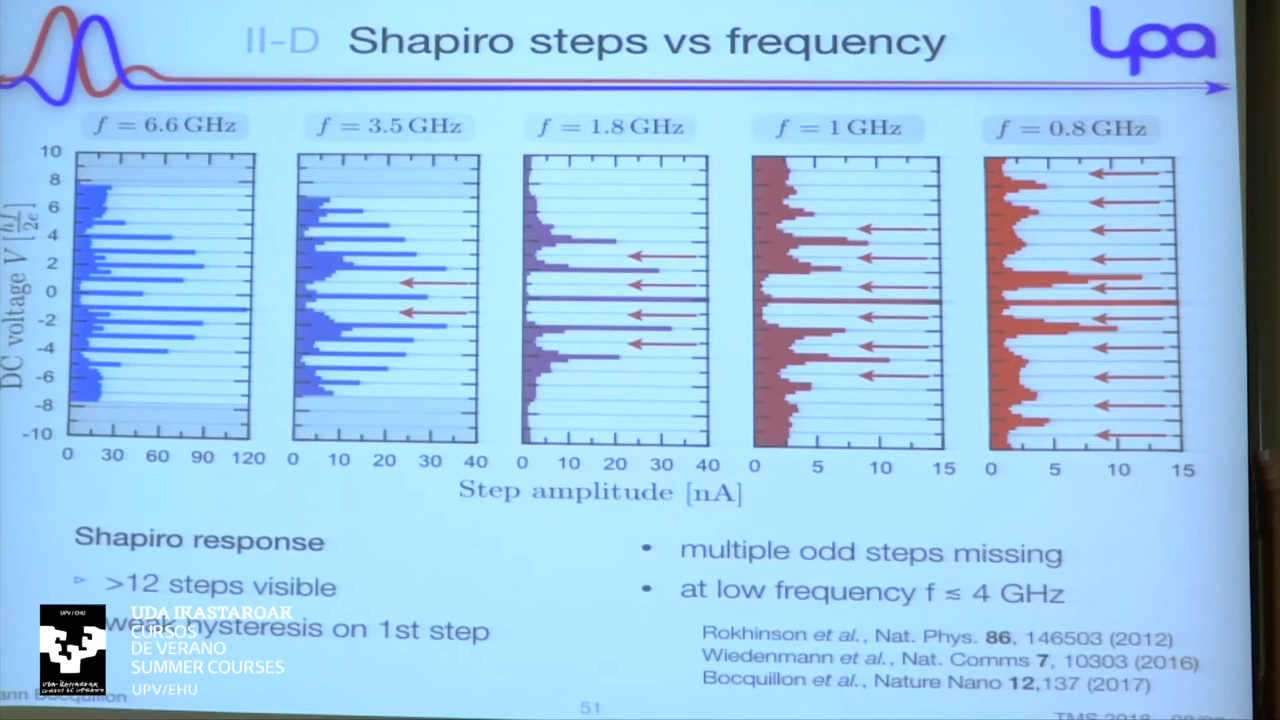 II-D Shapiro steps vs frequency
lpa
f = 6.6 GHz
f = 3.5 GHz
f = 1.8 GHz
f = 1 GHz
f = 0.8 GHz
DC voltage V [hf/2e]
10
8
6
4
2
0
-2
-4
-6
-8
-10
0 30 60 90 120
0 10 20 30 40
0 10 20 30 40
0 5 10 15
0 5 10 15
Step amplitude [nA]
Shapiro response
>12 steps visible
weak hysteresis on 1st step
• multiple odd steps missing
• at low frequency f ≤ 4 GHz
Rokhinson et al., Nat. Phys. 86, 146503 (2012)
Wiedenmann et al., Nat. Comms 7, 10303 (2016)
Bocquillon et al., Nature Nano 12,137 (2017)
UPV / EHU
UDA IKASTAROAK
CURSOS
DE VERANO
SUMMER COURSES
UPV/EHU
ann Bocquillon
51
TMS 2018